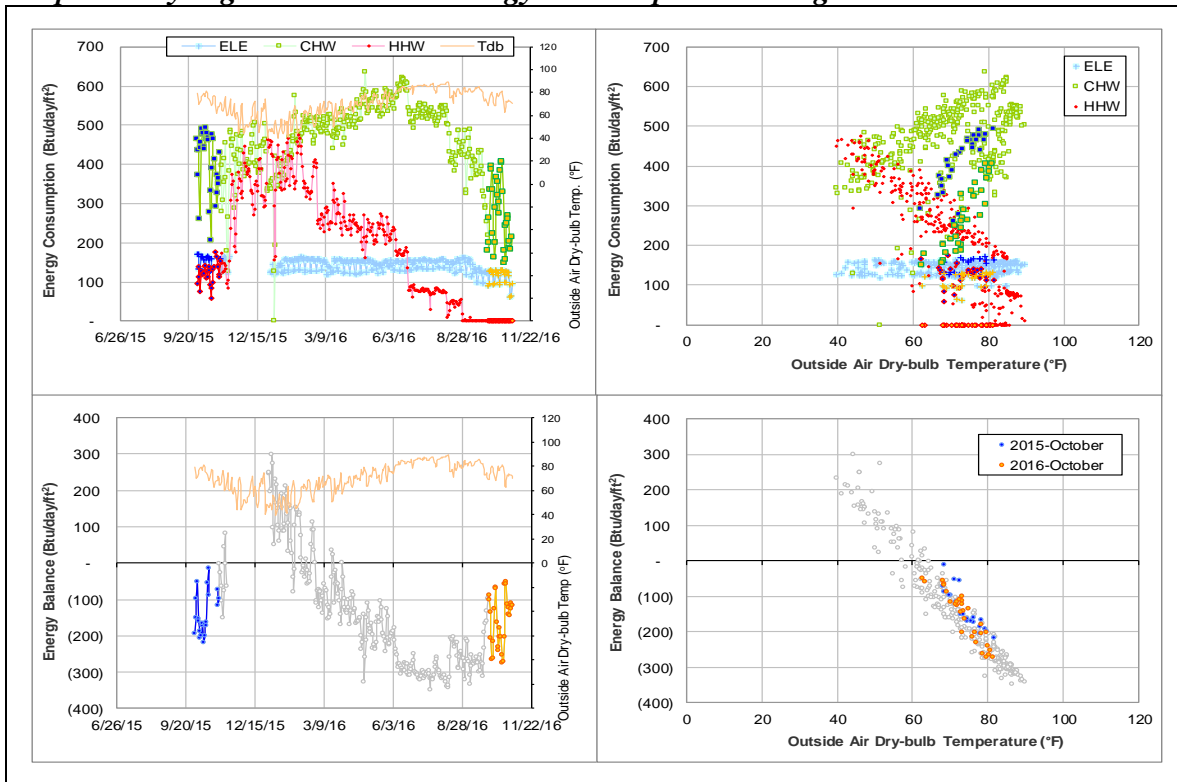 ELE CHW HHW Tdb
Energy Consumption (Btu/day/ft²)
700
600
500
400
300
200
100
-
120
100
80
60
40
20
0
Outside Air Dry-bulb Temp. (°F)
6/26/15 9/20/15 12/15/15 3/9/16 6/3/16 8/28/16 11/22/16
Energy Consumption (Btu/day/ft²)
700
600
500
400
300
200
100
-
ELE
CHW
HHW
0 20 40 60 80 100 120
Outside Air Dry-bulb Temperature (°F)
Energy Balance (Btu/day/ft²)
400
300
200
100
-
(100)
(200)
(300)
(400)
120
100
80
60
40
20
0
Outside Air Dry-bulb Temp (°F)
6/26/15 9/20/15 12/15/15 3/9/16 6/3/16 8/28/16 11/22/16
Energy Balance (Btu/day/ft²)
400
300
200
100
-
(100)
(200)
(300)
(400)
2015-October
2016-October
0 20 40 60 80 100 120
Outside Air Dry-bulb Temperature (°F)